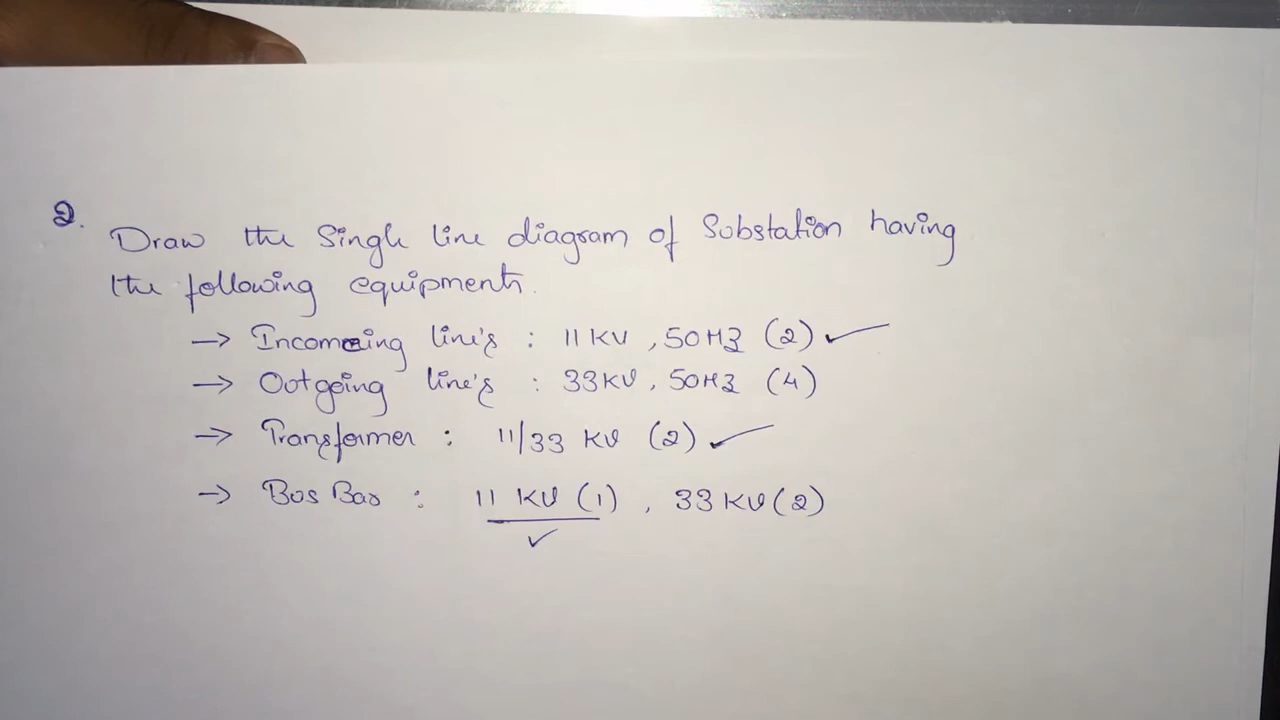 2.
Draw the Single line diagram of Substation having
the following equipments.
→ Incomeing line's : 11 KV , 50 HZ (2) ✓
→ Outgoing line's : 33 KV , 50 HZ (4)
→ Transformer : 11/33 KV (2) ✓
→ Bus Bar : 11 KV (1) , 33 KV (2)
✓